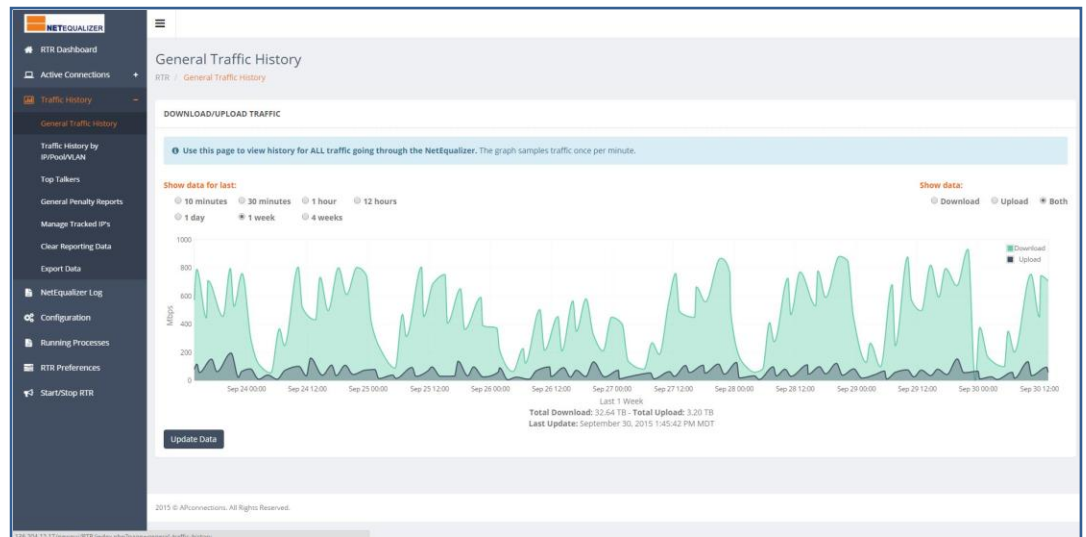 NETEQUALIZER
RTR Dashboard
Active Connections +
Traffic History −
General Traffic History
Traffic History by
IP/Pool/VLAN
Top Talkers
General Penalty Reports
Manage Tracked IP's
Clear Reporting Data
Export Data
NetEqualizer Log
Configuration
Running Processes
RTR Preferences
Start/Stop RTR
General Traffic History
RTR / General Traffic History
DOWNLOAD/UPLOAD TRAFFIC
Use this page to view history for ALL traffic going through the NetEqualizer. The graph samples traffic once per minute.
Show data for last:
10 minutes 30 minutes 1 hour 12 hours
1 day 1 week 4 weeks
Show data:
Download Upload Both
1000
800
600
400
200
0
Mbps
Download
Upload
Sep 24 00:00 Sep 24 12:00 Sep 25 00:00 Sep 25 12:00 Sep 26 00:00 Sep 26 12:00 Sep 27 00:00 Sep 27 12:00 Sep 28 00:00 Sep 28 12:00 Sep 29 00:00 Sep 29 12:00 Sep 30 00:00 Sep 30 12:00
Last 1 Week
Total Download: 32.64 TB - Total Upload: 3.20 TB
Last Update: September 30, 2015 1:45:42 PM MDT
Update Data
2015 © APconnections. All Rights Reserved.